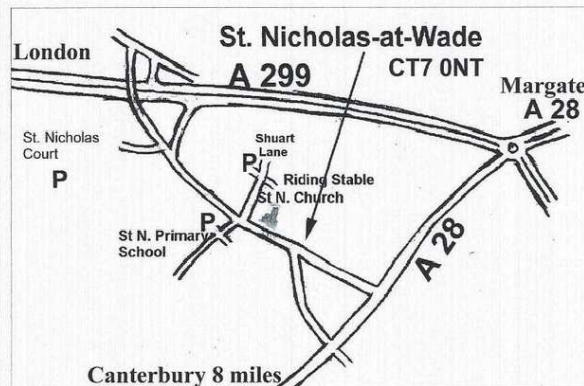 London
St. Nicholas-at-Wade
CT7 0NT
A 299
Margate
A 28
St. Nicholas
Court
P
Shuart
Lane
P
Riding Stable
St N. Church
P
St N. Primary
School
A 28
Canterbury 8 miles